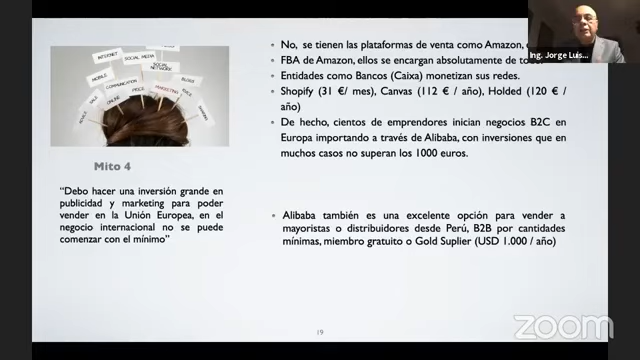 INTERNET
SOCIAL MEDIA
SOCIAL
NETWORK
MOBILE
BLOGS
COMMUNICATION
SALE
ONLINE
PRICE
MARKETING
Mito 4
“Debo hacer una inversión grande en
publicidad y marketing para poder
vender en la Unión Europea, en el
negocio internacional no se puede
comenzar con el mínimo”
• No, se tienen las plataformas de venta como Amazon,
• FBA de Amazon, ellos se encargan absolutamente de
• Entidades como Bancos (Caixa) monetizan sus redes.
• Shopify (31 €/ mes), Canvas (112 € / año), Holded (120 € /
año)
• De hecho, cientos de emprendores inician negocios B2C en
Europa importando a través de Alibaba, con inversiones que en
muchos casos no superan los 1000 euros.
• Alibaba también es una excelente opción para vender a
mayoristas o distribuidores desde Perú, B2B por cantidades
mínimas, miembro gratuito o Gold Suplier (USD 1.000 / año)
19
Ing. Jorge Luis...
zoom